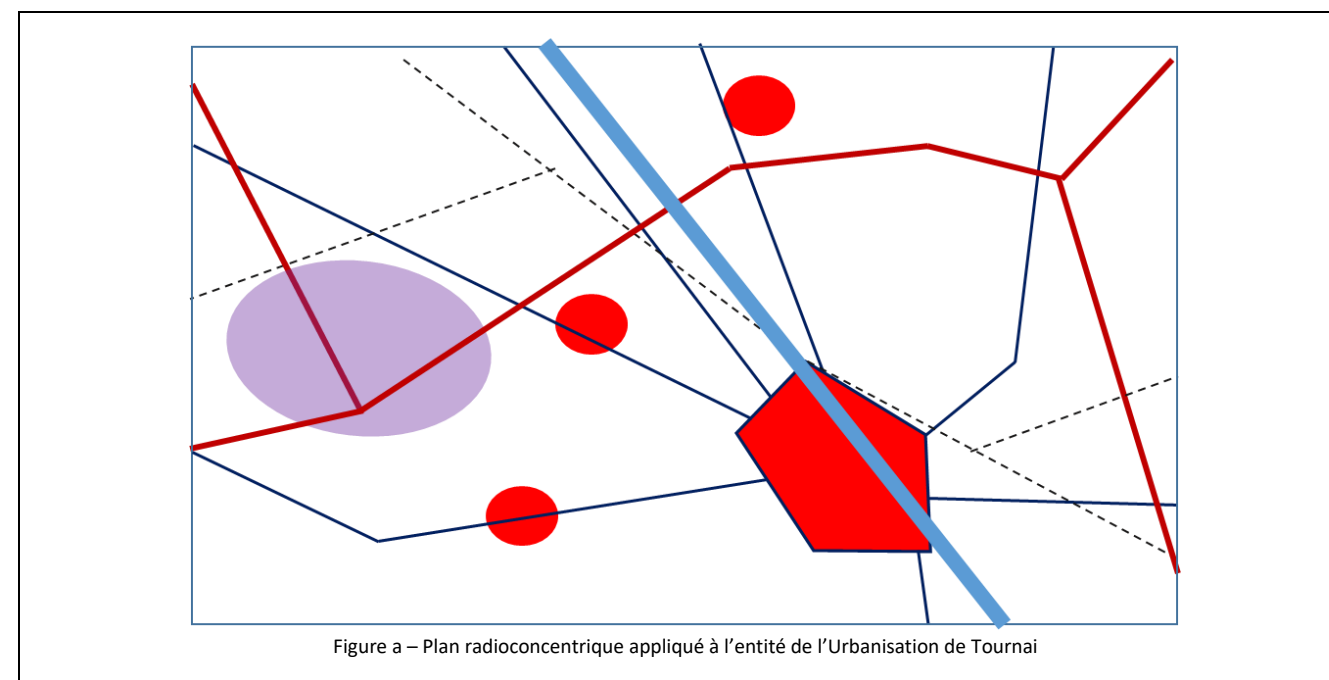 Figure a – Plan radioconcentrique appliqué à l’entité de l’Urbanisation de Tournai